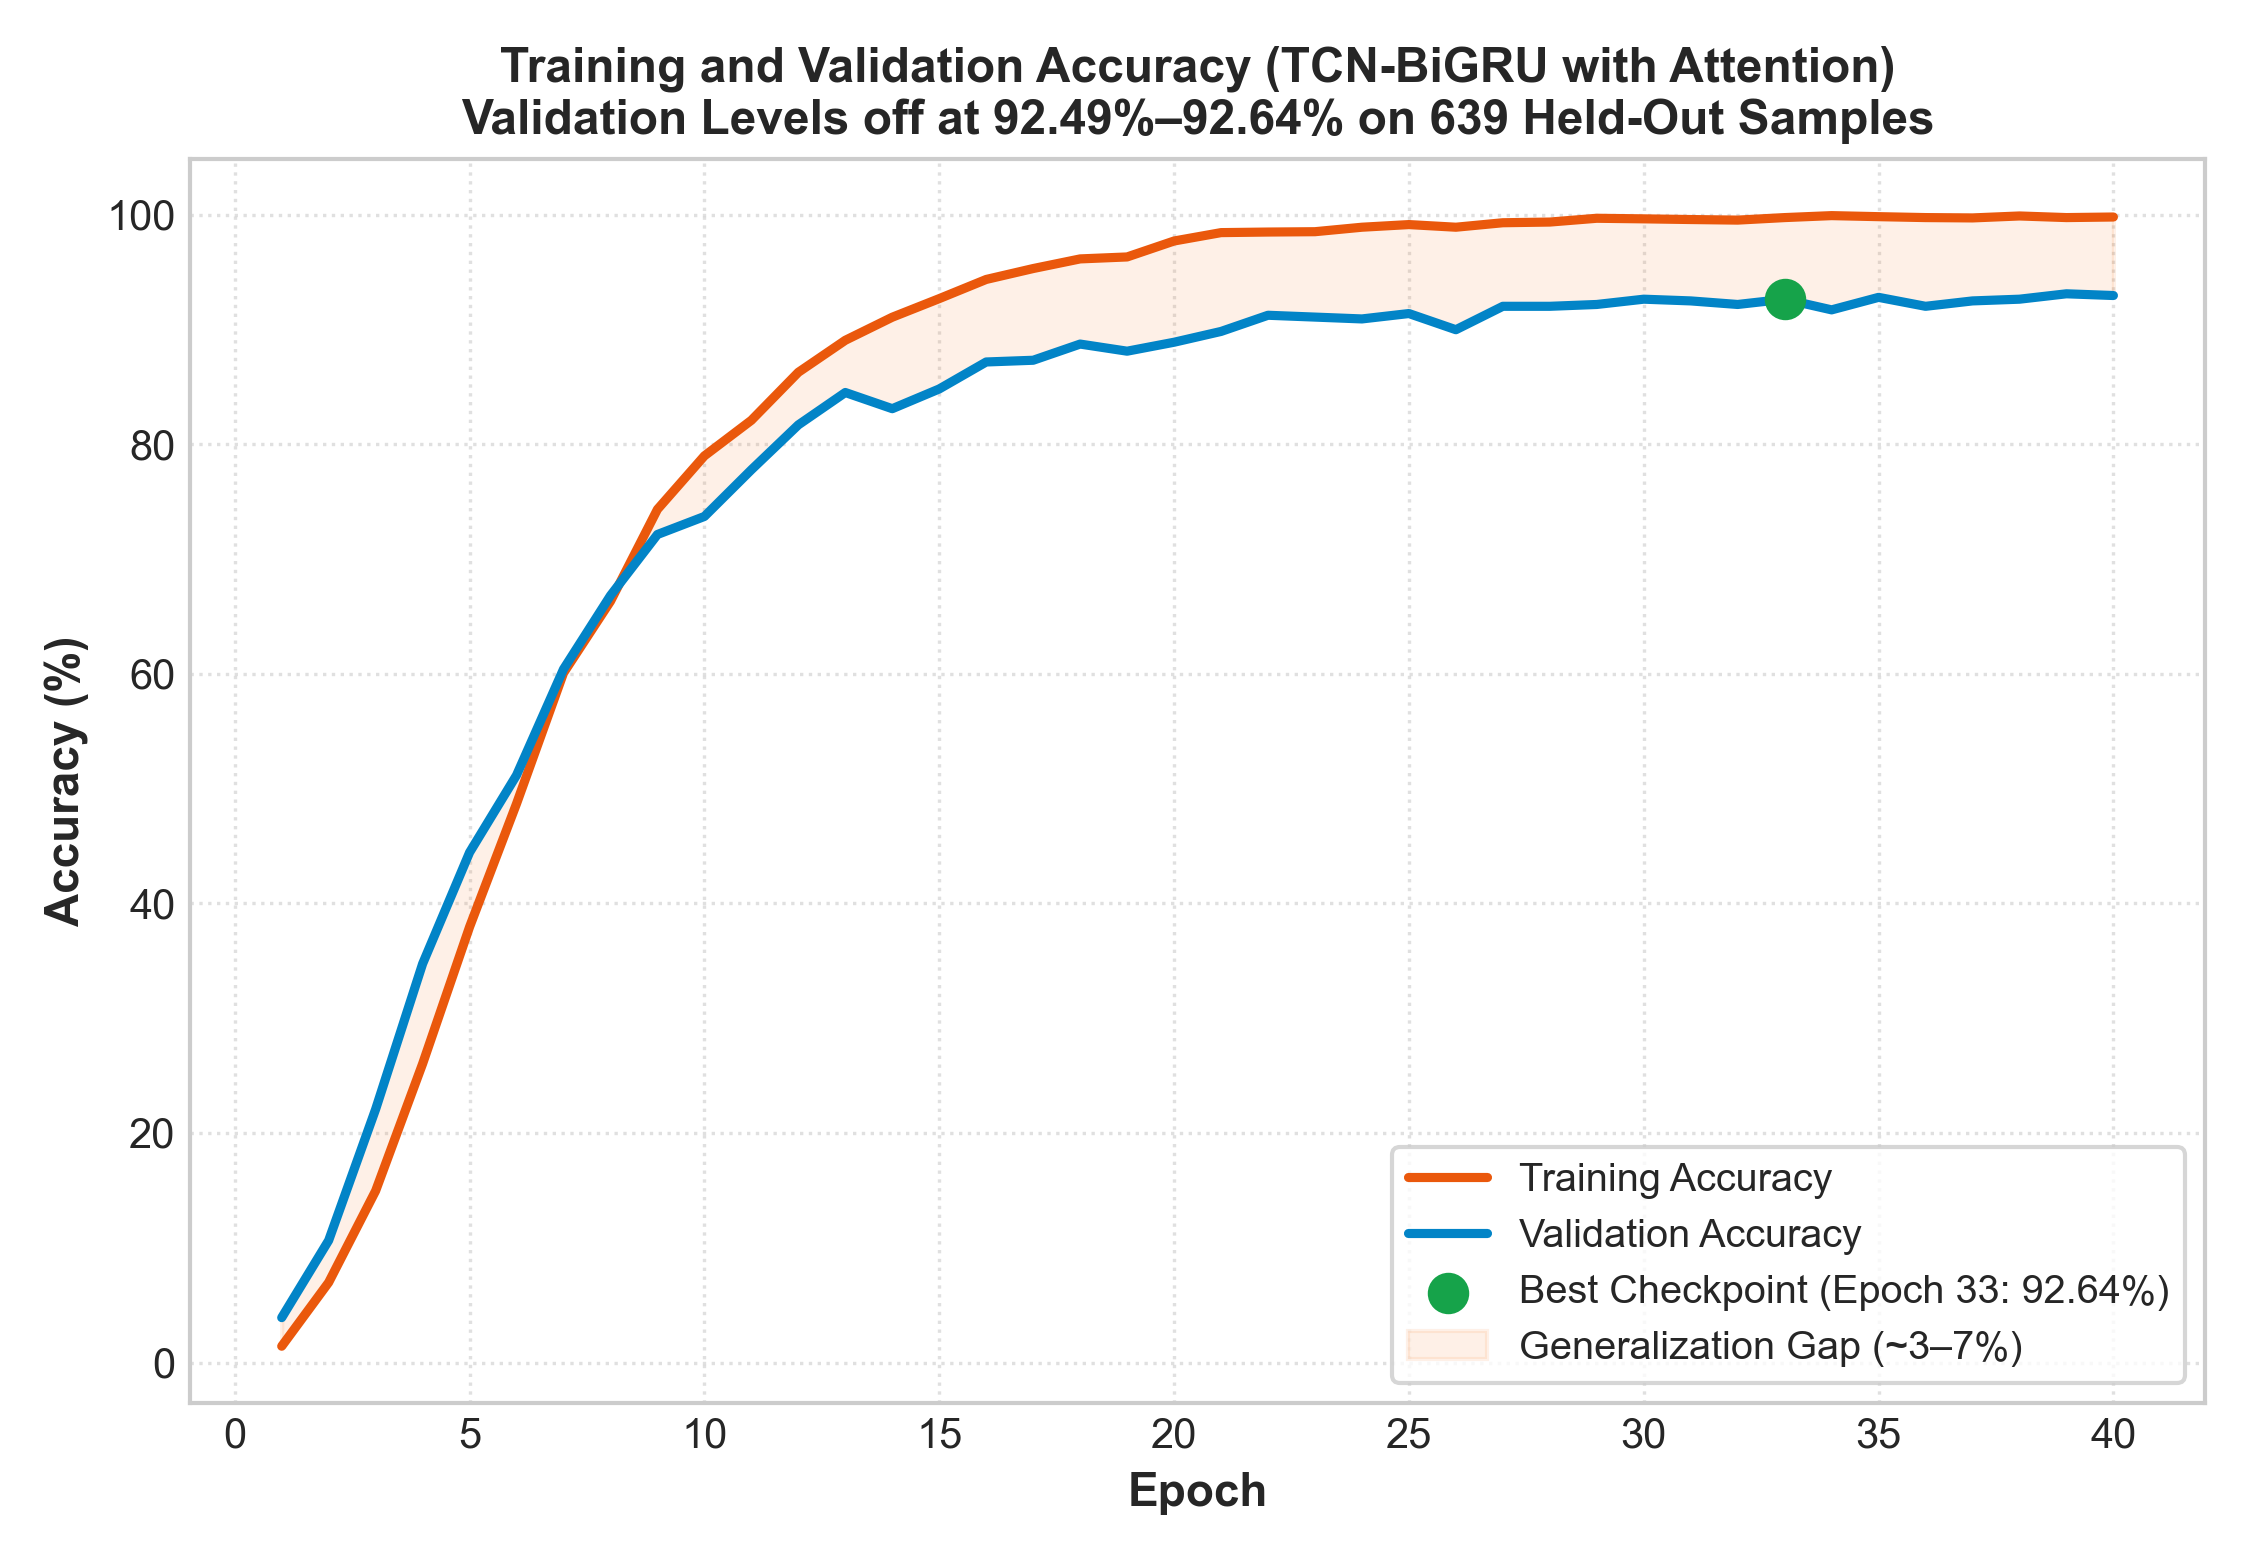 Training and Validation Accuracy (TCN-BiGRU with Attention)
Validation Levels off at 92.49%–92.64% on 639 Held-Out Samples
Accuracy (%)
100
80
60
40
20
0
0 5 10 15 20 25 30 35 40
Epoch
Training Accuracy
Validation Accuracy
Best Checkpoint (Epoch 33: 92.64%)
Generalization Gap (~3–7%)